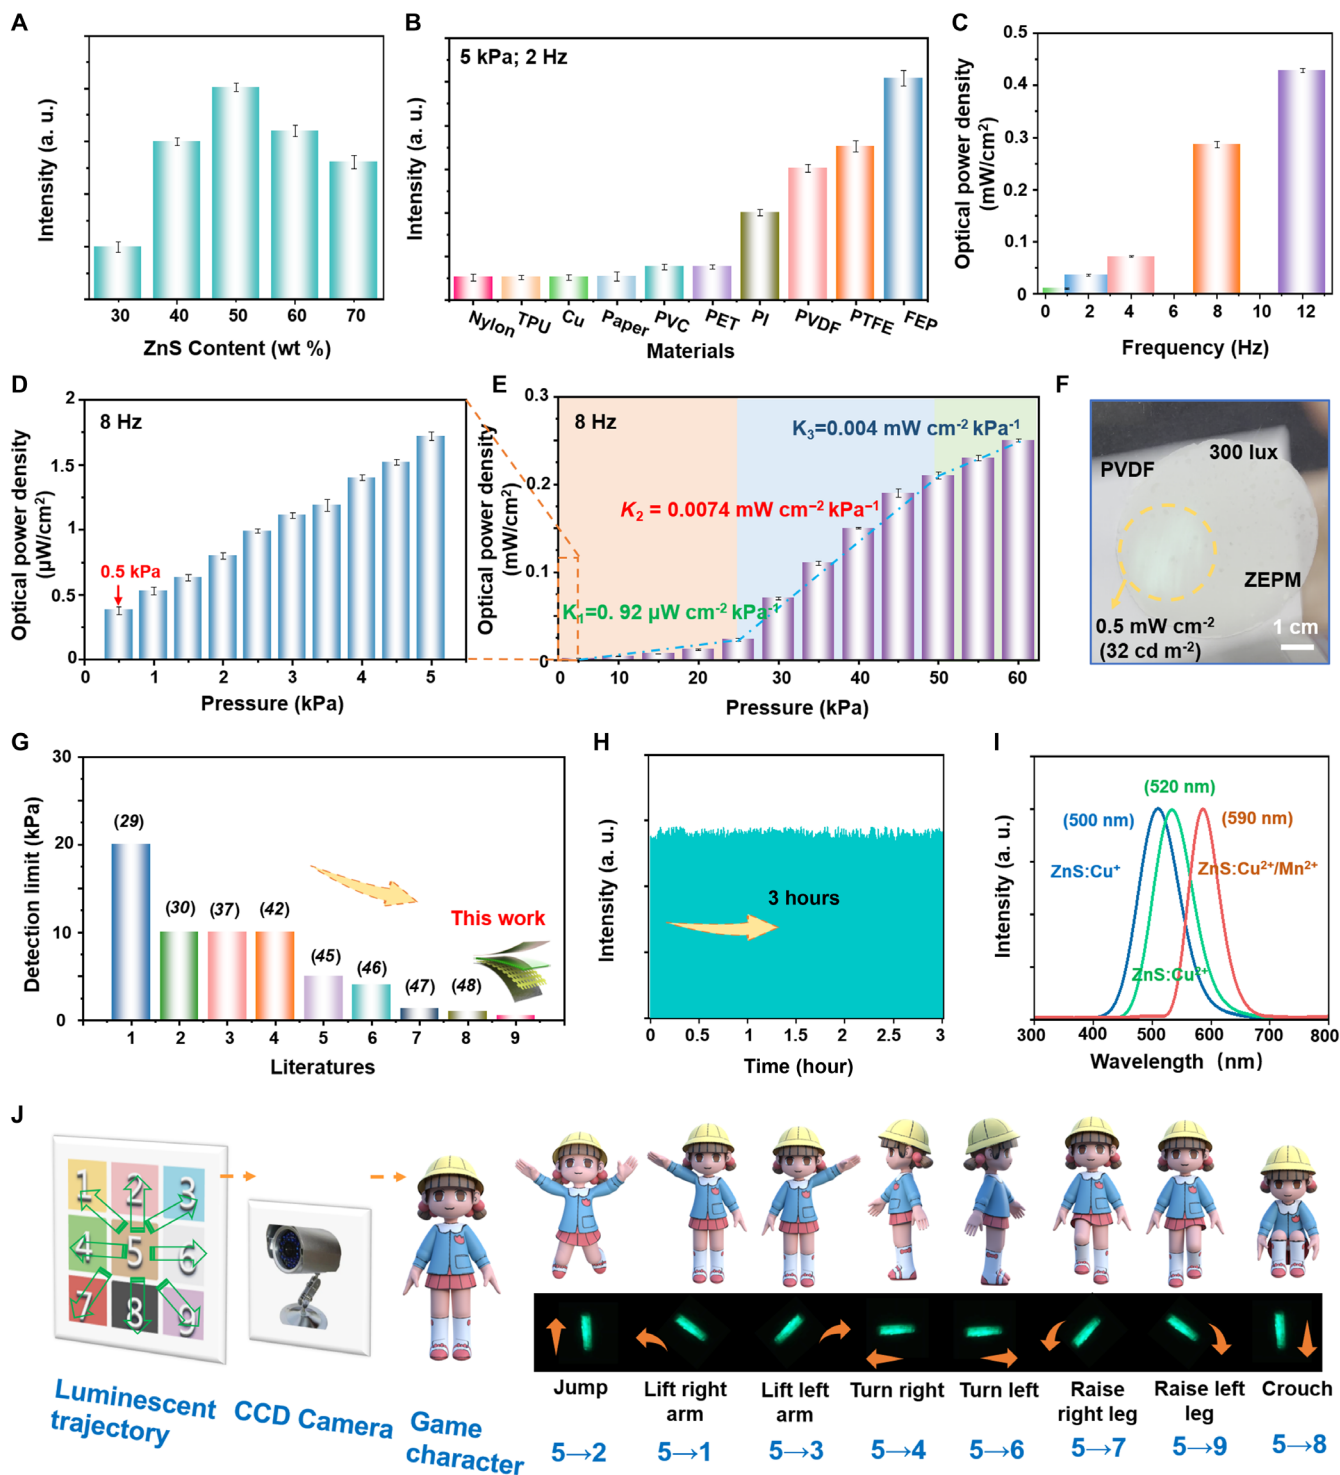 A
Intensity (a. u.)
30 40 50 60 70
ZnS Content (wt %)
B
5 kPa; 2 Hz
Intensity (a. u.)
Nylon TPU Cu Paper PVC PET PI PVDF PTFE FEP
Materials
C
Optical power density
(mW/cm²)
0.5
0.4
0.3
0.2
0.1
0
0 2 4 6 8 10 12
Frequency (Hz)
D
8 Hz
Optical power density
(µW/cm²)
2
1.5
1
0.5
0
0.5 kPa
0 1 2 3 4 5
Pressure (kPa)
E
8 Hz
Optical power density
(mW/cm²)
0.3
0.2
0.1
0
K₃=0.004 mW cm⁻² kPa⁻¹
K₂ = 0.0074 mW cm⁻² kPa⁻¹
K₁=0. 92 µW cm⁻² kPa⁻¹
0 10 20 30 40 50 60
Pressure (kPa)
F
300 lux
PVDF
ZEPM
0.5 mW cm⁻²
(32 cd m⁻²)
1 cm
G
Detection limit (kPa)
30
20
10
0
(29)
(30) (37) (42)
(45) (46) (47) (48)
This work
1 2 3 4 5 6 7 8 9
Literatures
H
Intensity (a. u.)
3 hours
0 0.5 1 1.5 2 2.5 3
Time (hour)
I
Intensity (a. u.)
(520 nm)
(500 nm) (590 nm)
ZnS:Cu⁺ ZnS:Cu²⁺/Mn²⁺
ZnS:Cu²⁺
300 400 500 600 700 800
Wavelength (nm)
J
1 2 3
4 5 6
7 8 9
Luminescent
trajectory
CCD Camera
Game
character
Jump
Lift right
arm
Lift left
arm
Turn right
Turn left
Raise
right leg
Raise left
leg
Crouch
5→2 5→1 5→3 5→4 5→6 5→7 5→9 5→8